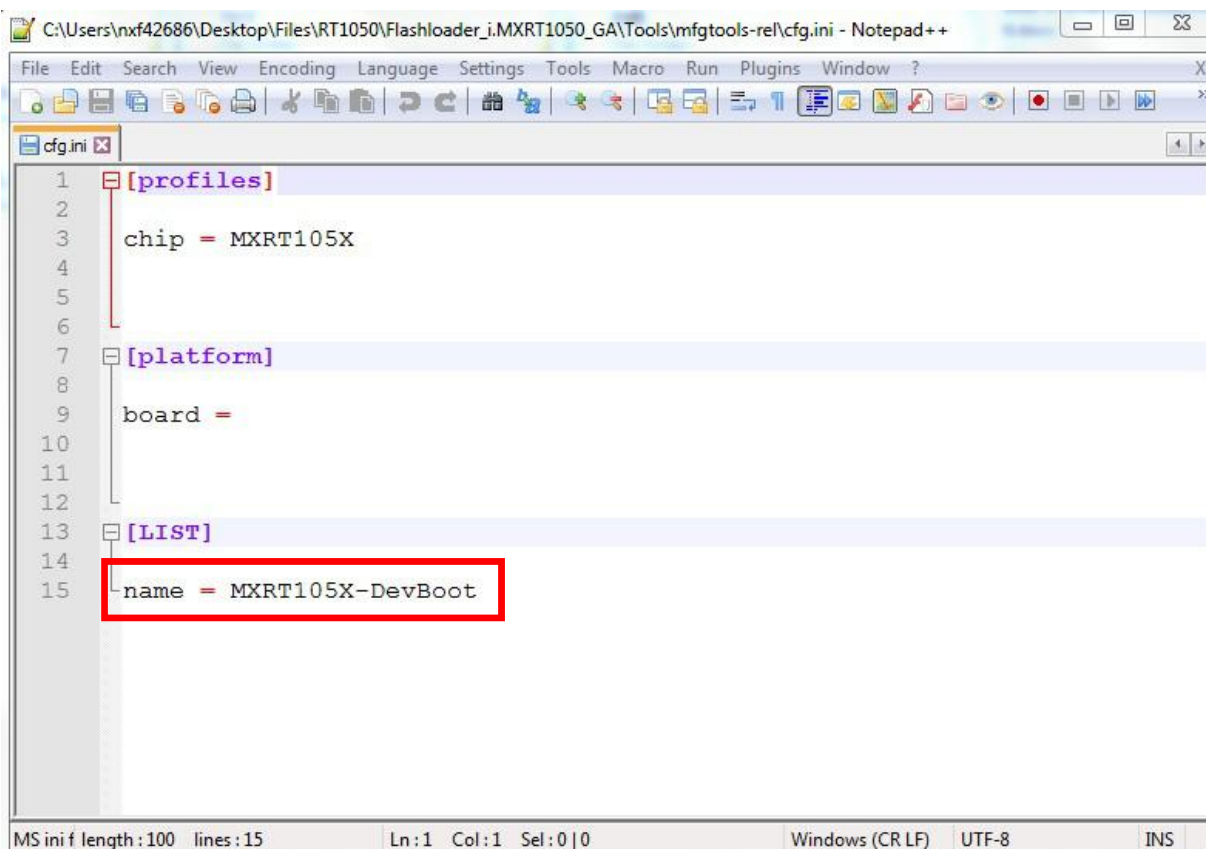 C:\Users\nxf42686\Desktop\Files\RT1050\Flashloader_i.MXRT1050_GA\Tools\mfgtools-rel\cfg.ini - Notepad++
File Edit Search View Encoding Language Settings Tools Macro Run Plugins Window ? X
cfg.ini
1 [profiles]
2
3 chip = MXRT105X
4
5
6
7 [platform]
8
9 board =
10
11
12
13 [LIST]
14
15 name = MXRT105X-DevBoot
MS ini f length : 100 lines : 15 Ln : 1 Col : 1 Sel : 0 | 0 Windows (CR LF) UTF-8 INS